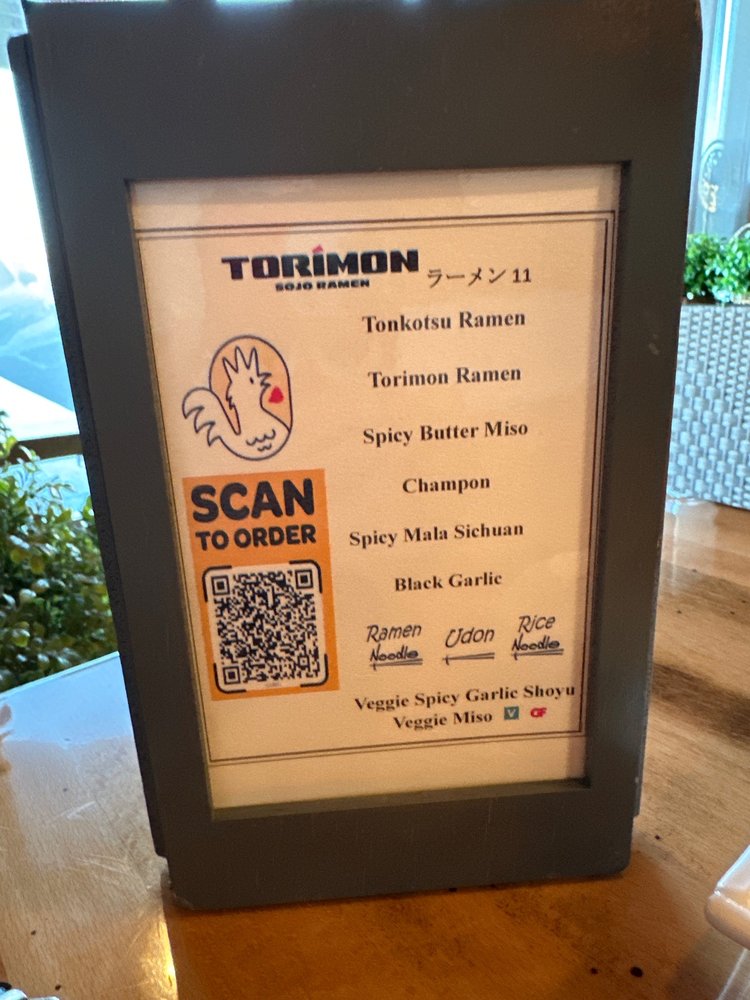 TORIMON
SOJO RAMEN
ラーメン 11
Tonkotsu Ramen
Torimon Ramen
Spicy Butter Miso
Champon
Spicy Mala Sichuan
Black Garlic
SCAN
TO ORDER
Ramen
Noodle
Udon
Rice
Noodle
Veggie Spicy Garlic Shoyu
Veggie Miso V GF